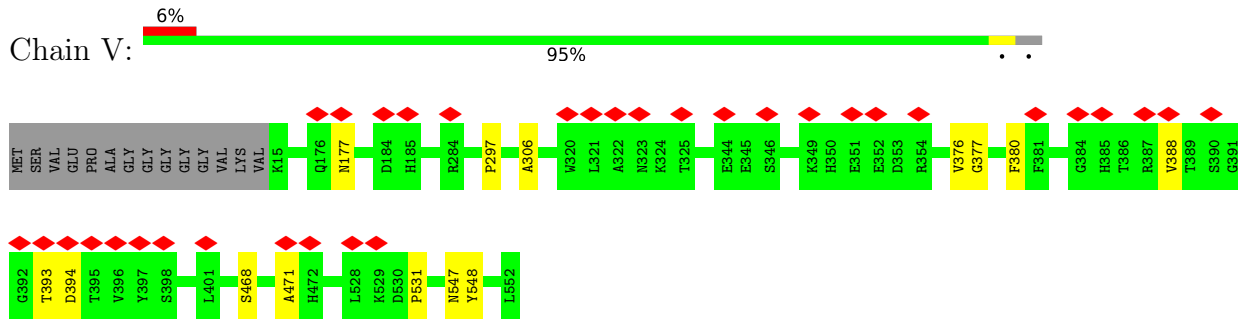 6%
Chain V:
95%
MET SER VAL GLU PRO ALA GLY GLY GLY GLY GLY VAL LYS VAL K15 Q176 N177 D184 H185 R284 P297 A306 W320 L321 A322 N323 K324 T325 E344 E345 S346 K349 H350 E351 E352 D353 R354 V376 G377 F380 F381 G384 H385 T386 R387 V388 T389 S390 G391
G392 T393 D394 T395 V396 Y397 S398 L401 S468 A471 H472 L528 K529 D530 P531 N547 Y548 L552